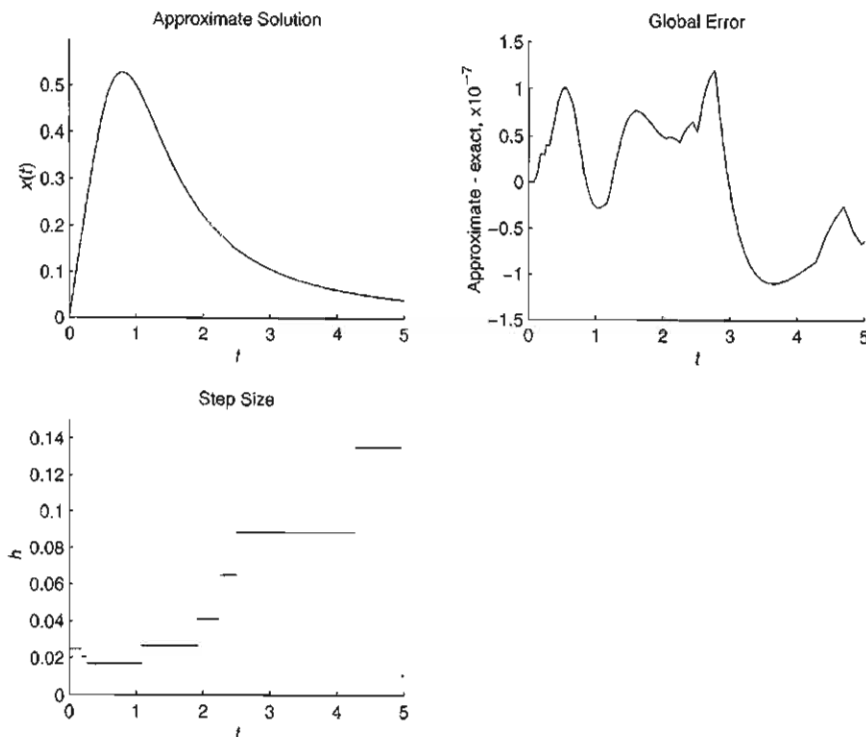 Approximate Solution
0.5
0.4
0.3
0.2
0.1
0
x(t)
0 1 2 3 4 5
t
Global Error
1.5
1
0.5
0
−0.5
−1
−1.5
Approximate - exact, x10⁻⁷
0 1 2 3 4 5
t
Step Size
0.14
0.12
0.1
0.08
0.06
0.04
0.02
0
h
0 1 2 3 4 5
t